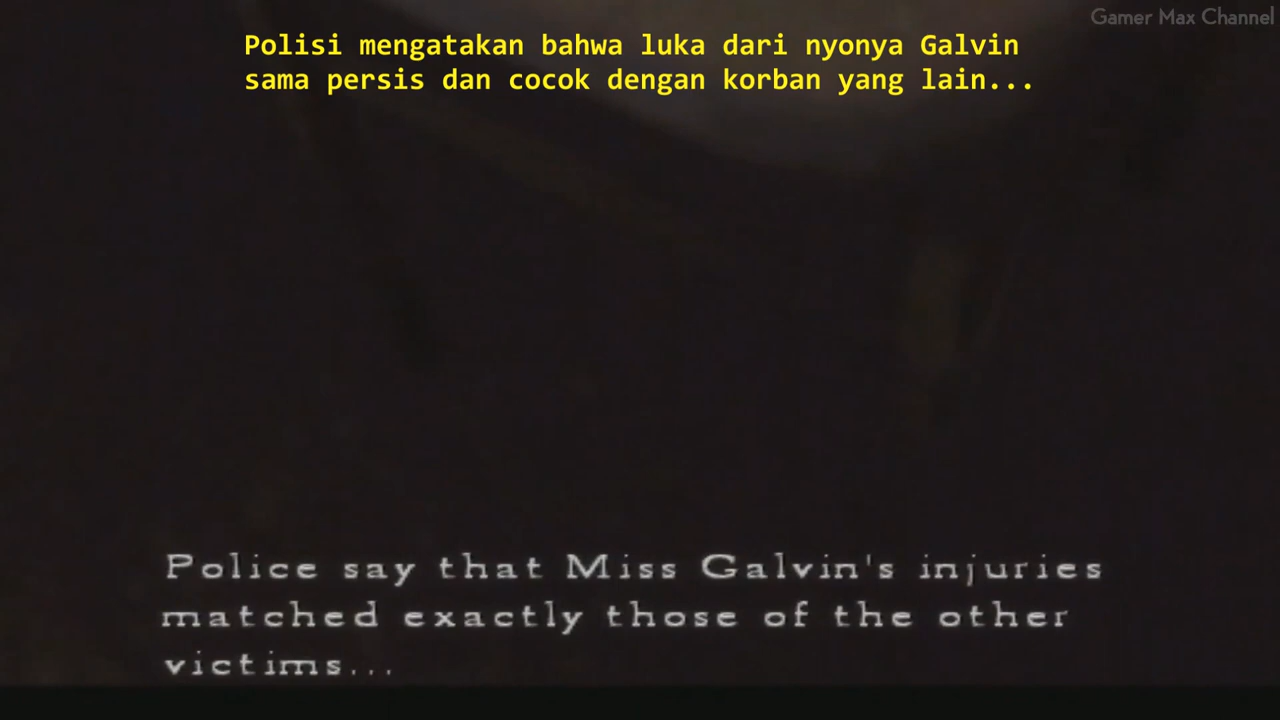 Gamer Max Channel
Polisi mengatakan bahwa luka dari nyonya Galvin
sama persis dan cocok dengan korban yang lain...
Police say that Miss Galvin's injuries
matched exactly those of the other
victims...